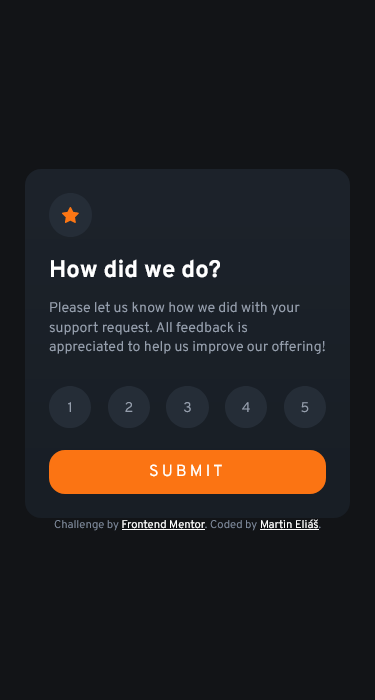 How did we do?
Please let us know how we did with your
support request. All feedback is
appreciated to help us improve our offering!
1 2 3 4 5
SUBMIT
Challenge by Frontend Mentor. Coded by Martin Eliáš.